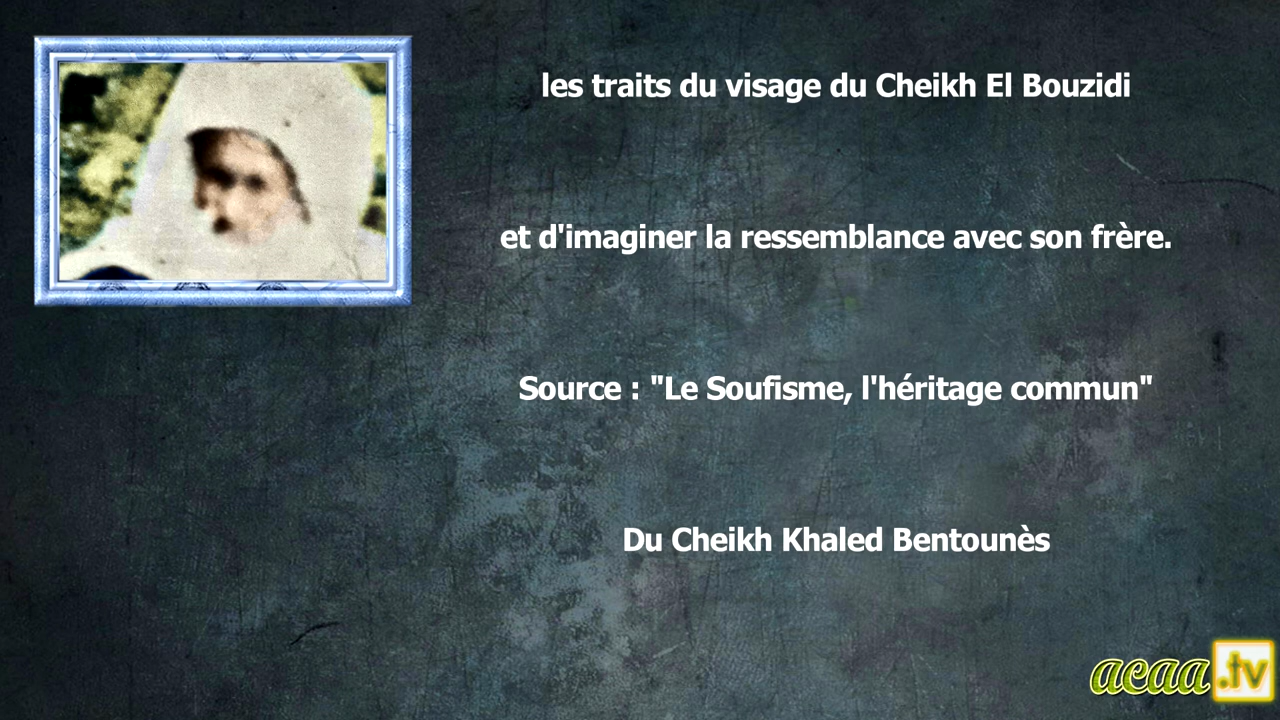 les traits du visage du Cheikh El Bouzidi
et d'imaginer la ressemblance avec son frère.
Source : "Le Soufisme, l'héritage commun"
Du Cheikh Khaled Bentounès
aeaa.tv